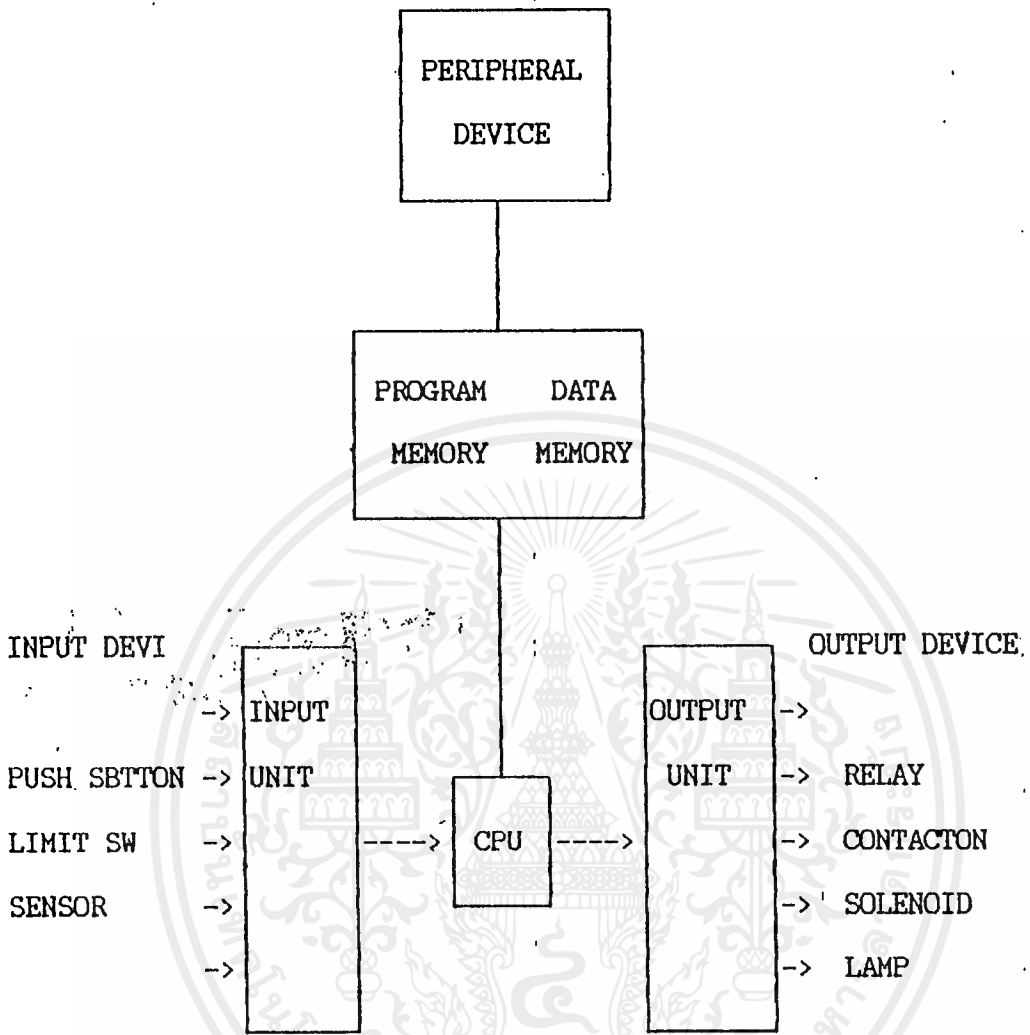 PERIPHERAL
DEVICE
PROGRAM DATA
MEMORY MEMORY
INPUT DEVI
OUTPUT DEVICE
-> INPUT
OUTPUT ->
PUSH SBTTON -> UNIT
UNIT -> RELAY
LIMIT SW ->
----> CPU ---->
-> CONTACTON
SENSOR ->
-> SOLENOID
->
-> LAMP